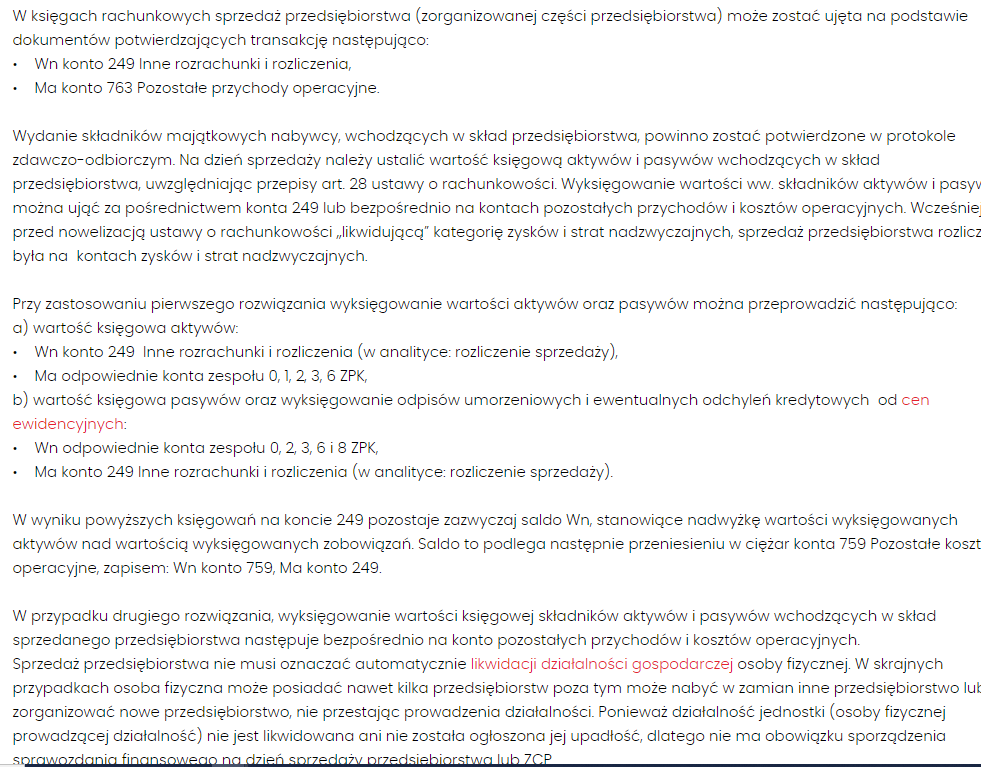 W księgach rachunkowych sprzedaż przedsiębiorstwa (zorganizowanej części przedsiębiorstwa) może zostać ujęta na podstawie
dokumentów potwierdzających transakcję następująco:
• Wn konto 249 Inne rozrachunki i rozliczenia,
• Ma konto 763 Pozostałe przychody operacyjne.
Wydanie składników majątkowych nabywcy, wchodzących w skład przedsiębiorstwa, powinno zostać potwierdzone w protokole
zdawczo-odbiorczym. Na dzień sprzedaży należy ustalić wartość księgową aktywów i pasywów wchodzących w skład
przedsiębiorstwa, uwzględniając przepisy art. 28 ustawy o rachunkowości. Wyksięgowanie wartości ww. składników aktywów i pasyw
można ująć za pośrednictwem konta 249 lub bezpośrednio na kontach pozostałych przychodów i kosztów operacyjnych. Wcześniej
przed nowelizacją ustawy o rachunkowości „likwidującą” kategorię zysków i strat nadzwyczajnych, sprzedaż przedsiębiorstwa rozlicz
była na kontach zysków i strat nadzwyczajnych.
Przy zastosowaniu pierwszego rozwiązania wyksięgowanie wartości aktywów oraz pasywów można przeprowadzić następująco:
a) wartość księgowa aktywów:
• Wn konto 249 Inne rozrachunki i rozliczenia (w analityce: rozliczenie sprzedaży),
• Ma odpowiednie konta zespołu 0, 1, 2, 3, 6 ZPK,
b) wartość księgowa pasywów oraz wyksięgowanie odpisów umorzeniowych i ewentualnych odchyleń kredytowych od cen
ewidencyjnych:
• Wn odpowiednie konta zespołu 0, 2, 3, 6 i 8 ZPK,
• Ma konto 249 Inne rozrachunki i rozliczenia (w analityce: rozliczenie sprzedaży).
W wyniku powyższych księgowań na koncie 249 pozostaje zazwyczaj saldo Wn, stanowiące nadwyżkę wartości wyksięgowanych
aktywów nad wartością wyksięgowanych zobowiązań. Saldo to podlega następnie przeniesieniu w ciężar konta 759 Pozostałe koszt
operacyjne, zapisem: Wn konto 759, Ma konto 249.
W przypadku drugiego rozwiązania, wyksięgowanie wartości księgowej składników aktywów i pasywów wchodzących w skład
sprzedanego przedsiębiorstwa następuje bezpośrednio na konto pozostałych przychodów i kosztów operacyjnych.
Sprzedaż przedsiębiorstwa nie musi oznaczać automatycznie likwidacji działalności gospodarczej osoby fizycznej. W skrajnych
przypadkach osoba fizyczna może posiadać nawet kilka przedsiębiorstw poza tym może nabyć w zamian inne przedsiębiorstwo lub
zorganizować nowe przedsiębiorstwo, nie przestając prowadzenia działalności. Ponieważ działalność jednostki (osoby fizycznej
prowadzącej działalność) nie jest likwidowana ani nie została ogłoszona jej upadłość, dlatego nie ma obowiązku sporządzenia
sprawozdania finansowego na dzień sprzedaży przedsiębiorstwa lub ZCP